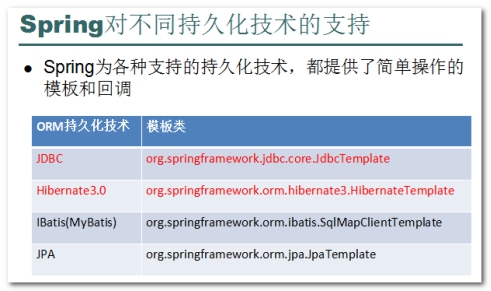 Spring对不同持久化技术的支持
● Spring为各种支持的持久化技术，都提供了简单操作的
模板和回调
ORM持久化技术 模板类
JDBC org.springframework.jdbc.core.JdbcTemplate
Hibernate3.0 org.springframework.orm.hibernate3.HibernateTemplate
IBatis(MyBatis) org.springframework.orm.ibatis.SqlMapClientTemplate
JPA org.springframework.orm.jpa.JpaTemplate